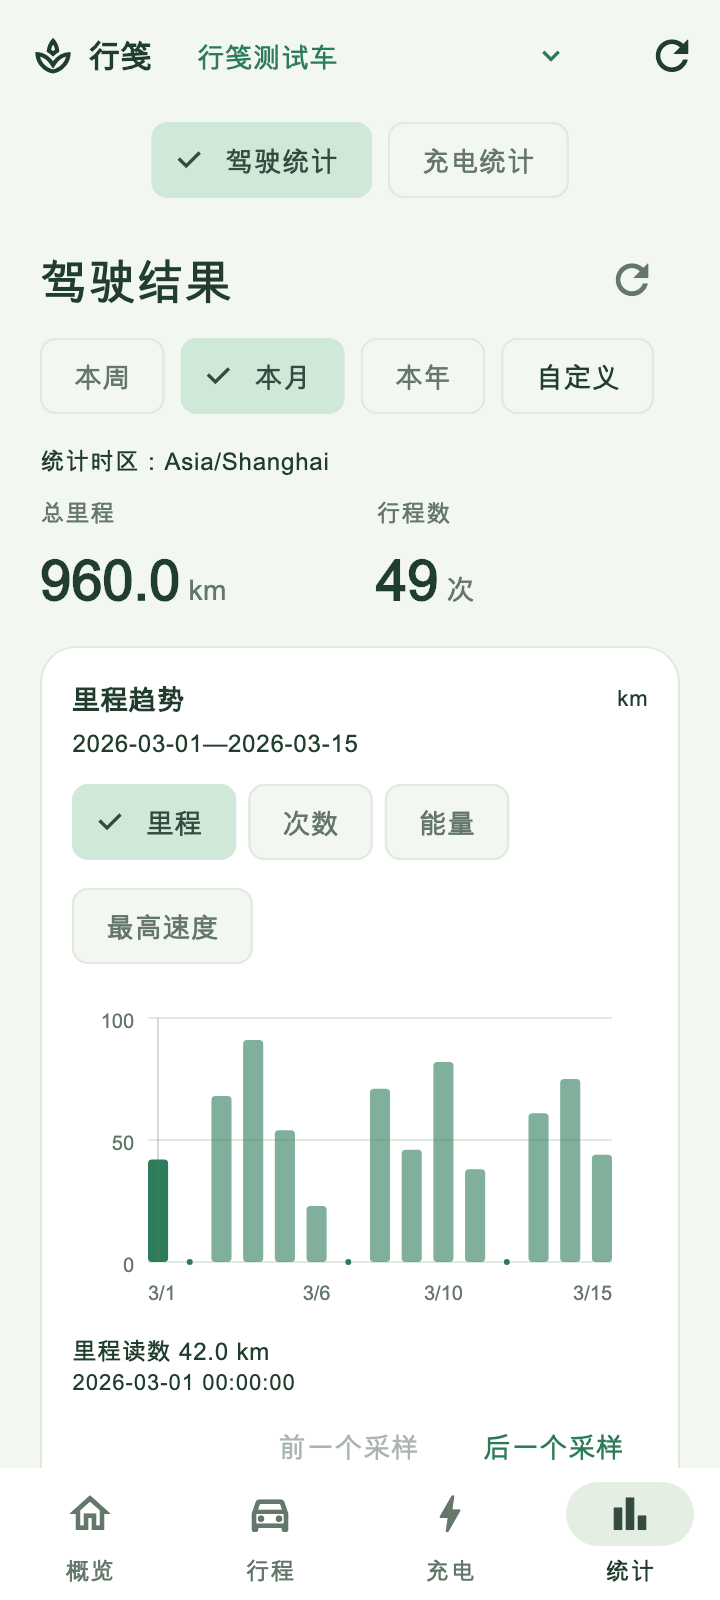 行笺 行笺测试车
驾驶统计 充电统计
驾驶结果
本周 本月 本年 自定义
统计时区：Asia/Shanghai
总里程 行程数
960.0 km 49 次
里程趋势 km
2026-03-01—2026-03-15
里程 次数 能量
最高速度
100
50
0
3/1 3/6 3/10 3/15
里程读数 42.0 km
2026-03-01 00:00:00
前一个采样 后一个采样
概览 行程 充电 统计